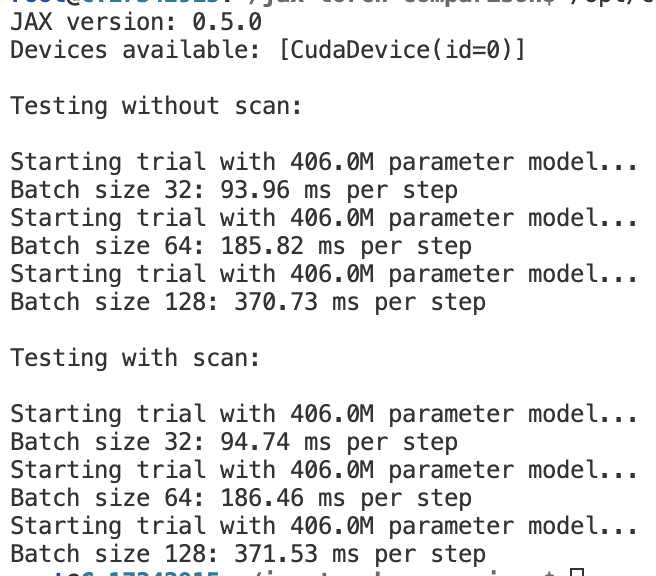 JAX version: 0.5.0
Devices available: [CudaDevice(id=0)]
Testing without scan:
Starting trial with 406.0M parameter model...
Batch size 32: 93.96 ms per step
Starting trial with 406.0M parameter model...
Batch size 64: 185.82 ms per step
Starting trial with 406.0M parameter model...
Batch size 128: 370.73 ms per step
Testing with scan:
Starting trial with 406.0M parameter model...
Batch size 32: 94.74 ms per step
Starting trial with 406.0M parameter model...
Batch size 64: 186.46 ms per step
Starting trial with 406.0M parameter model...
Batch size 128: 371.53 ms per step